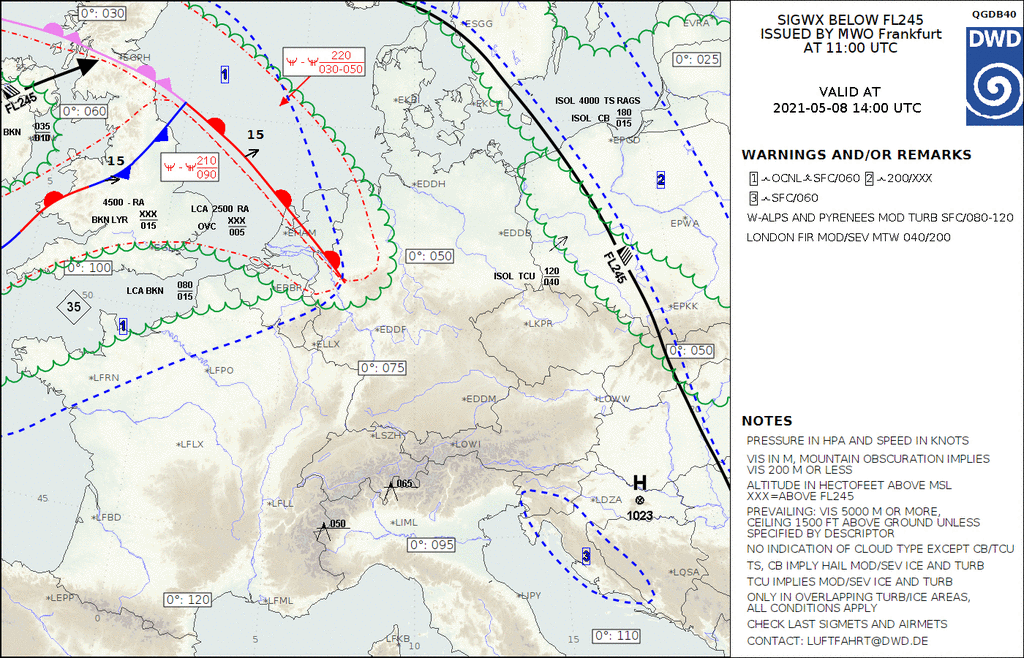 0°: 030
ESGG
QGDB40
SIGWX BELOW FL245
ISSUED BY MWO Frankfurt
AT 11:00 UTC
DWD
EVRA
EGPH
1
220
030-050
0°: 025
VALID AT
2021-05-08 14:00 UTC
FL245
EKBI
EKCH
ISOL 4000 TS RAGS
ISOL CB 180
015
0°: 060
BKN 035
010
15
15
EPGD
WARNINGS AND/OR REMARKS
210
090
1 OCNL SFC/060 2 200/XXX
3 SFC/060
5
EDDH
2
W-ALPS AND PYRENEES MOD TURB SFC/080-120
LONDON FIR MOD/SEV MTW 040/200
4500 - RA
BKN LYR XXX
015
LCA 2500 RA
OVC XXX
005
EHAM
EDDB
EPWA
0°: 050
FL245
0°: 100
ISOL TCU 120
040
LCA BKN 080
015
EBBR
50
35
1
EPKK
EDDF
LKPR
ELLX
0°: 050
LFPO
0°: 075
LFRN
EDDM
LOWW
NOTES
LFLX
LSZH
LOWI
PRESSURE IN HPA AND SPEED IN KNOTS
VIS IN M, MOUNTAIN OBSCURATION IMPLIES
VIS 200 M OR LESS
H
1023
065
45
LFLL
LDZA
ALTITUDE IN HECTOFEET ABOVE MSL
XXX=ABOVE FL245
LFBD
050
LIML
PREVAILING: VIS 5000 M OR MORE,
CEILING 1500 FT ABOVE GROUND UNLESS
SPECIFIED BY DESCRIPTOR
0°: 095
3
NO INDICATION OF CLOUD TYPE EXCEPT CB/TCU
TS, CB IMPLY HAIL MOD/SEV ICE AND TURB
LQSA
TCU IMPLIES MOD/SEV ICE AND TURB
LEPP
0°: 120
LFML
LIPY
ONLY IN OVERLAPPING TURB/ICE AREAS,
ALL CONDITIONS APPLY
0
CHECK LAST SIGMETS AND AIRMETS
5
LFKB
10
15
0°: 110
CONTACT: LUFTFAHRT@DWD.DE